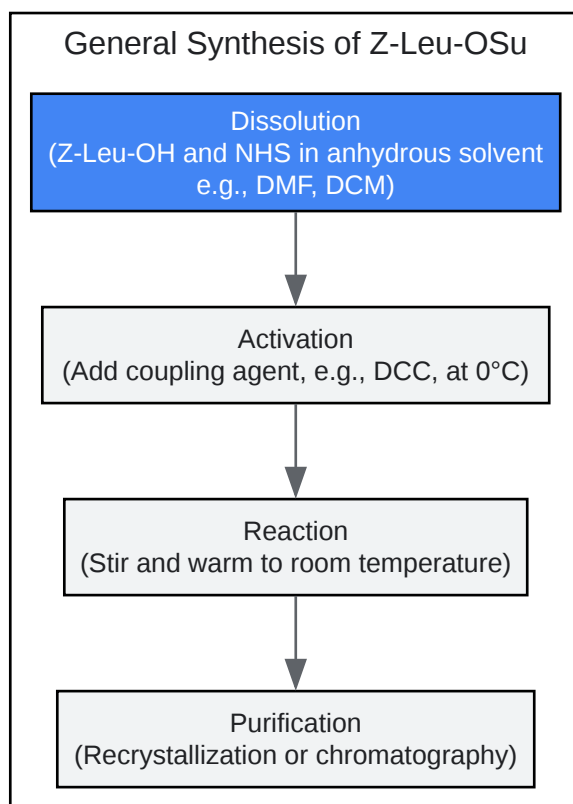 General Synthesis of Z-Leu-OSu
Dissolution
(Z-Leu-OH and NHS in anhydrous solvent
e.g., DMF, DCM)
Activation
(Add coupling agent, e.g., DCC, at 0°C)
Reaction
(Stir and warm to room temperature)
Purification
(Recrystallization or chromatography)